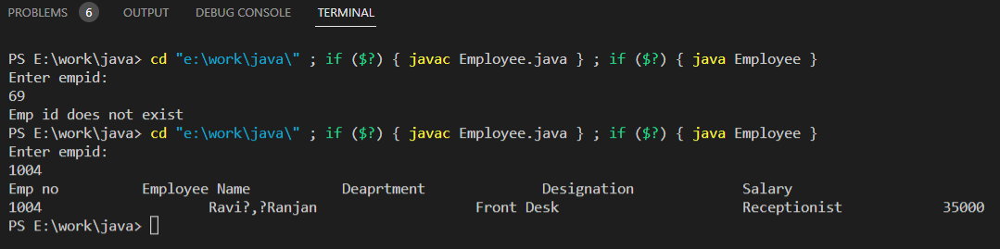 PROBLEMS 6 OUTPUT DEBUG CONSOLE TERMINAL
PS E:\work\java> cd "e:\work\java\" ; if ($?) { javac Employee.java } ; if ($?) { java Employee }
Enter empid:
69
Emp id does not exist
PS E:\work\java> cd "e:\work\java\" ; if ($?) { javac Employee.java } ; if ($?) { java Employee }
Enter empid:
1004
Emp no Employee Name Deaprtment Designation Salary
1004 Ravi?,?Ranjan Front Desk Receptionist 35000
PS E:\work\java>